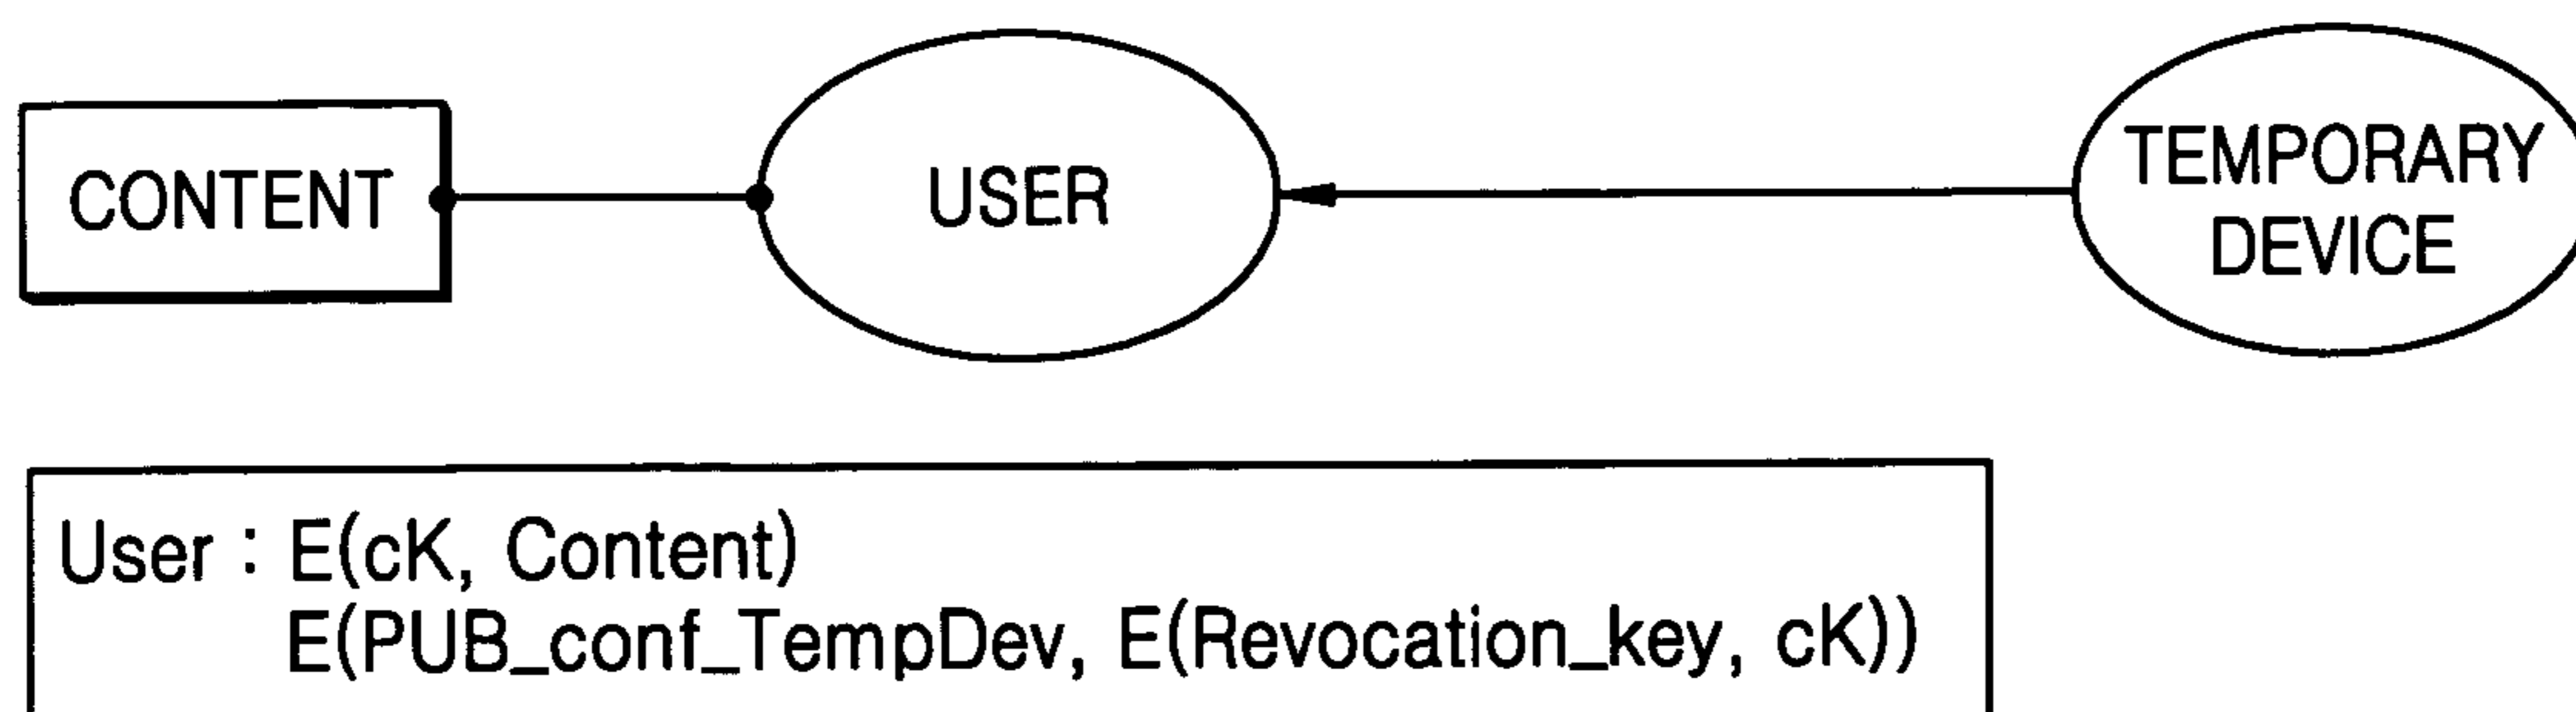 CONTENT
USER
TEMPORARY
DEVICE
User : E(cK, Content)
E(PUB_conf_TempDev, E(Revocation_key, cK))